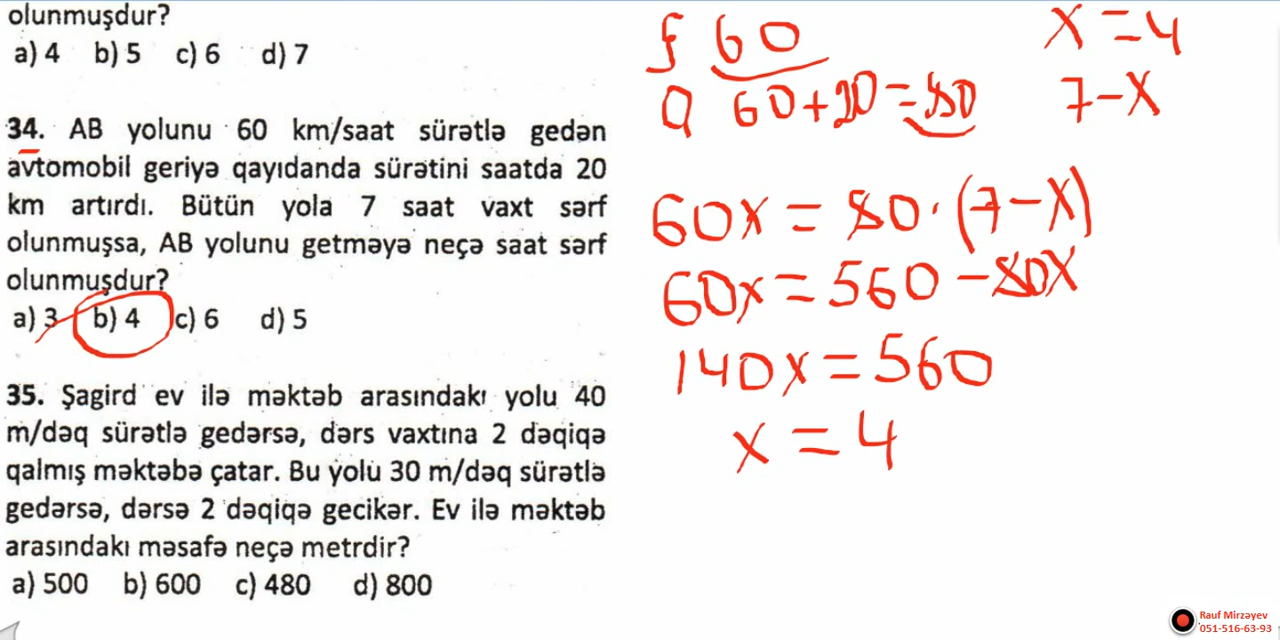 olunmuşdur?
a) 4 b) 5 c) 6 d) 7
34. AB yolunu 60 km/saat sürətlə gedən
avtomobil geriyə qayıdanda sürətini saatda 20
km artırdı. Bütün yola 7 saat vaxt sərf
olunmuşsa, AB yolunu getməyə neçə saat sərf
olunmuşdur?
a) 3 b) 4 c) 6 d) 5
35. Şagird ev ilə məktəb arasındakı yolu 40
m/dəq sürətlə gedərsə, dərs vaxtına 2 dəqiqə
qalmış məktəbə çatar. Bu yolu 30 m/dəq sürətlə
gedərsə, dərsə 2 dəqiqə gecikər. Ev ilə məktəb
arasındakı məsafə neçə metrdir?
a) 500 b) 600 c) 480 d) 800
60
60+20=80
x=4
7-x
60x=80·(7-x)
60x=560-80x
140x=560
x=4
Rauf Mirzəyev
051-516-63-93